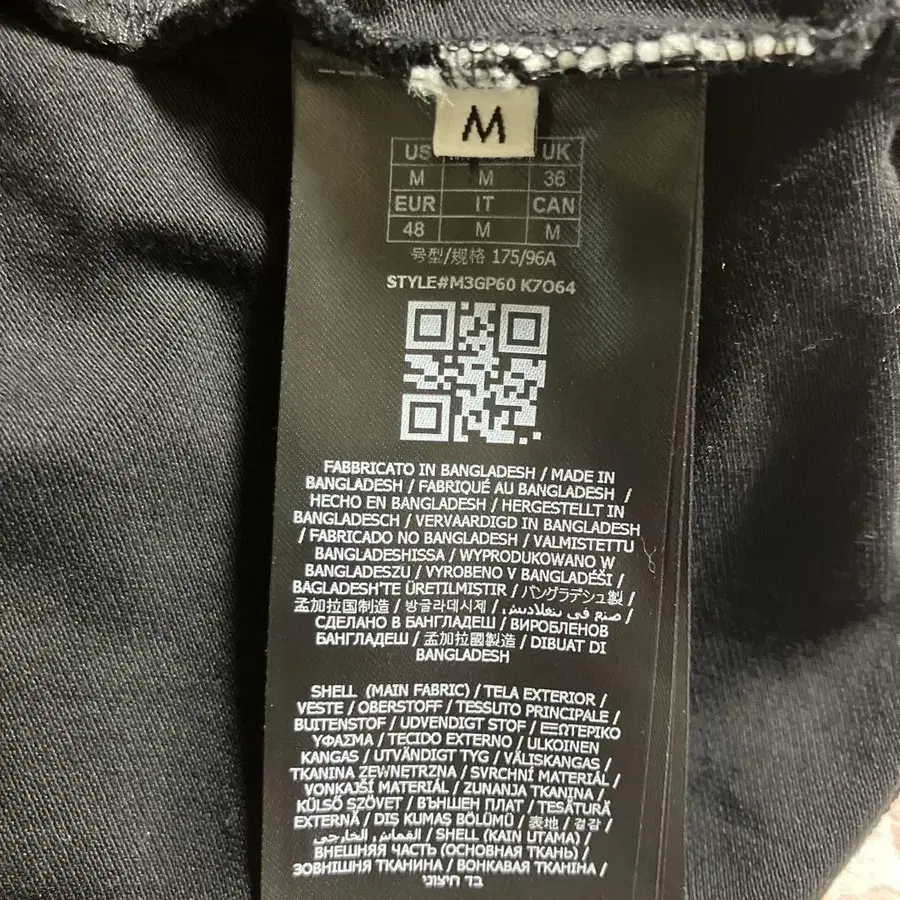 M
US UK
M M 36
EUR IT CAN
48 M M
号型/规格 175/96A
STYLE#M3GP60 K7O64
FABBRICATO IN BANGLADESH / MADE IN
BANGLADESH / FABRIQUÉ AU BANGLADESH /
HECHO EN BANGLADESH / HERGESTELLT IN
BANGLADESCH / VERVAARDIGD IN BANGLADESH
/ FABRICADO NO BANGLADESH / VALMISTETTU
BANGLADESHISSA / WYPRODUKOWANO W
BANGLADESZU / VYROBENO V BANGLADÉŠI /
BAGLADESH'TE ÜRETILMISTIR / バングラデシュ製 /
孟加拉国制造 / 방글라데시제 / صنع في بنغلاديش /
СДЕЛАНО В БАНГЛАДЕШ / ВИРОБЛЕНОВ
БАНГЛАДЕШ / 孟加拉國製造 / DIBUAT DI
BANGLADESH
SHELL (MAIN FABRIC) / TELA EXTERIOR /
VESTE / OBERSTOFF / TESSUTO PRINCIPALE /
BUITENSTOF / UDVENDIGT STOF / ΕΞΩΤΕΡΙΚΟ
ΥΦΑΣΜΑ / TECIDO EXTERNO / ULKOINEN
KANGAS / UTVÄNDIGT TYG / VÄLISKANGAS /
TKANINA ZEWNETRZNA / SVRCHNÍ MATERIÁL /
VONKAJŠÍ MATERIÁL / ZUNANJA TKANINA /
KÜLSŐ SZÖVET / ВЪНШЕН ПЛАТ / TESĂTURĂ
EXTERNĂ / DIŞ KUMAŞ BÖLÜMÜ / 表地 / 겉감 /
القماش الخارجي / SHELL (KAIN UTAMA) /
ВНЕШНЯЯ ЧАСТЬ (ОСНОВНАЯ ТКАНЬ) /
ЗОВНІШНЯ ТКАНИНА / ВОНКАВАЯ ТКАНІНА /
בד חיצוני